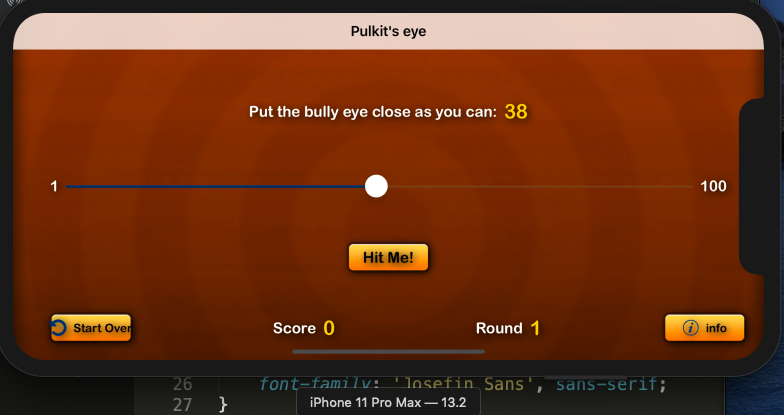 Pulkit's eye
Put the bully eye close as you can: 38
1 100
Hit Me!
Start Over Score 0 Round 1 info
26 font-family: 'Josefin Sans', sans-serif;
27 }
iPhone 11 Pro Max — 13.2